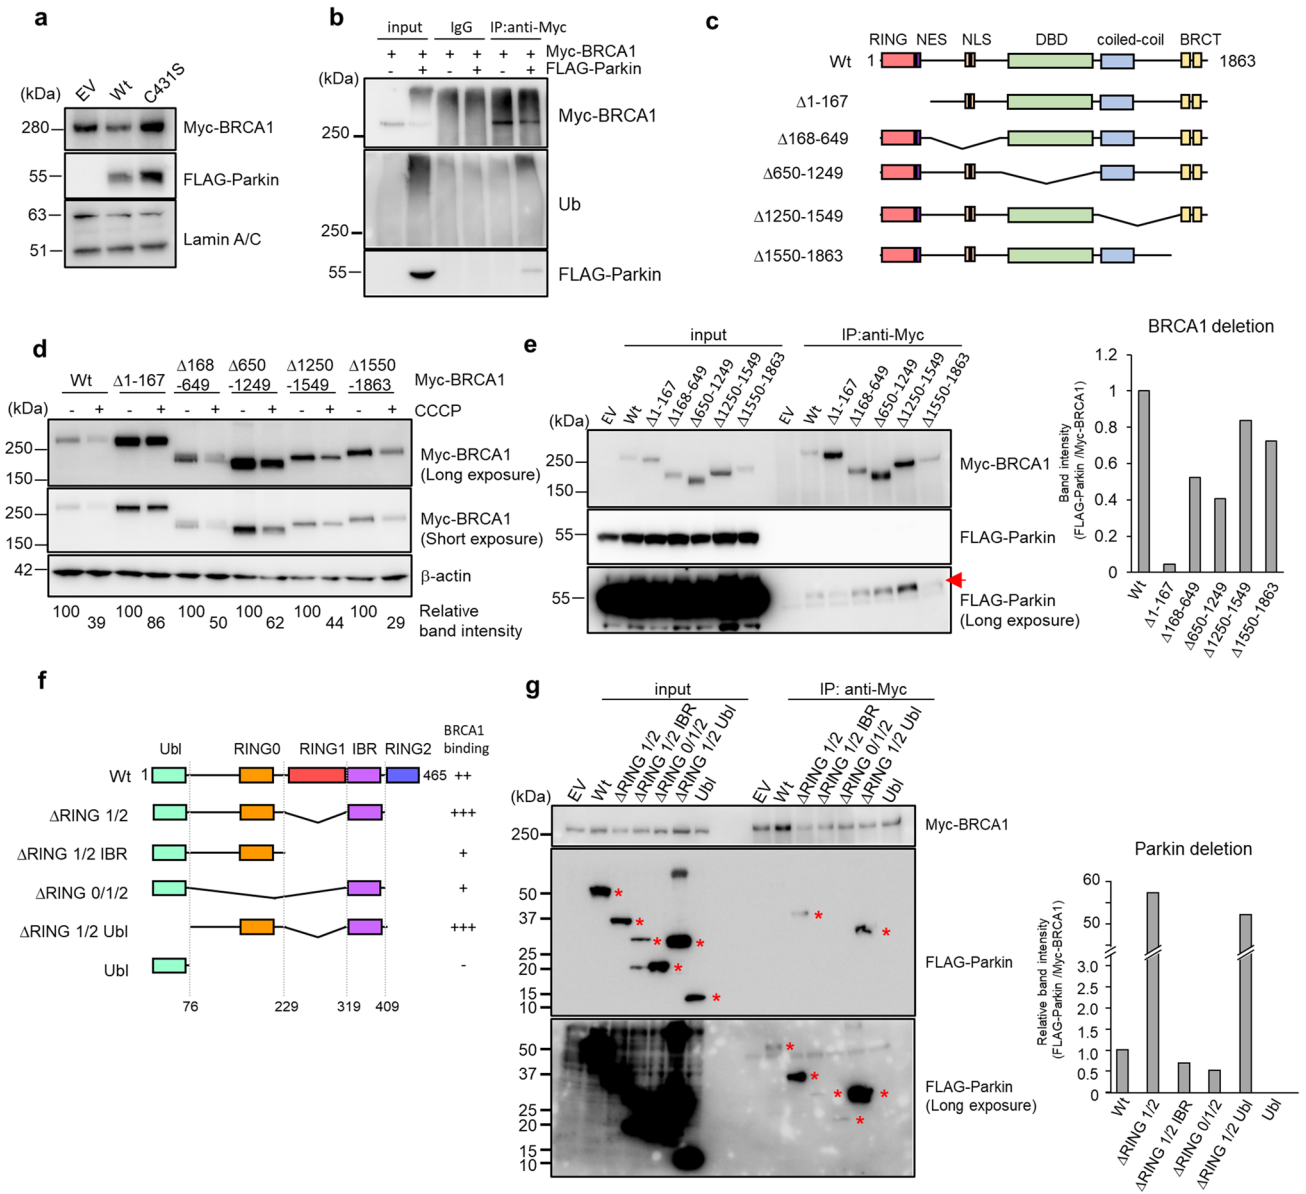 a
(kDa)
EV
Wt
C431S
280
Myc-BRCA1
55
FLAG-Parkin
63
51
Lamin A/C
b
input
IgG
IP:anti-Myc
+ + + + + + Myc-BRCA1
- + - + - + FLAG-Parkin
(kDa)
250
Myc-BRCA1
250
Ub
55
FLAG-Parkin
c
RING NES NLS DBD coiled-coil BRCT
Wt 1 1863
Δ1-167
Δ168-649
Δ650-1249
Δ1250-1549
Δ1550-1863
d
Wt
Δ1-167
Δ168
-649
Δ650
-1249
Δ1250
-1549
Δ1550
-1863
Myc-BRCA1
- + - + - + - + - + - + CCCP
(kDa)
250
150
Myc-BRCA1
(Long exposure)
250
150
Myc-BRCA1
(Short exposure)
42
β-actin
100 39 100 86 100 50 100 62 100 44 100 29
Relative
band intensity
e
input
IP:anti-Myc
(kDa)
EV
Wt
Δ1-167
Δ168-649
Δ650-1249
Δ1250-1549
Δ1550-1863
EV
Wt
Δ1-167
Δ168-649
Δ650-1249
Δ1250-1549
Δ1550-1863
250
150
Myc-BRCA1
55
FLAG-Parkin
55
FLAG-Parkin
(Long exposure)
BRCA1 deletion
Band intensity
(FLAG-Parkin /Myc-BRCA1)
1.2
1
0.8
0.6
0.4
0.2
0
Wt
Δ1-167
Δ168-649
Δ650-1249
Δ1250-1549
Δ1550-1863
f
BRCA1
binding
Ubl RING0 RING1 IBR RING2
Wt 1 465 ++
ΔRING 1/2 +++
ΔRING 1/2 IBR +
ΔRING 0/1/2 +
ΔRING 1/2 Ubl +++
Ubl -
76 229 319 409
g
input
IP: anti-Myc
(kDa)
EV
Wt
ΔRING 1/2
ΔRING 1/2 IBR
ΔRING 0/1/2
ΔRING 1/2 Ubl
Ubl
EV
Wt
ΔRING 1/2
ΔRING 1/2 IBR
ΔRING 0/1/2
ΔRING 1/2 Ubl
Ubl
250
Myc-BRCA1
50
37
25
20
15
10
FLAG-Parkin
50
37
25
20
15
10
FLAG-Parkin
(Long exposure)
Parkin deletion
Relative band intensity
(FLAG-Parkin /Myc-BRCA1)
60
50
3.0
2.5
2.0
1.5
1.0
0.5
0
Wt
ΔRING 1/2
ΔRING 1/2 IBR
ΔRING 0/1/2
ΔRING 1/2 Ubl
Ubl